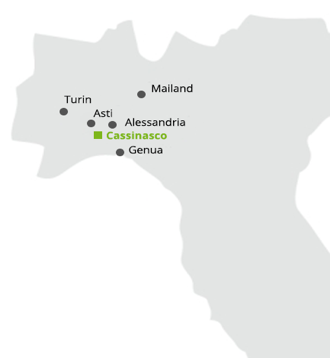 Mailand
Turin
Asti
Alessandria
Cassinasco
Genua